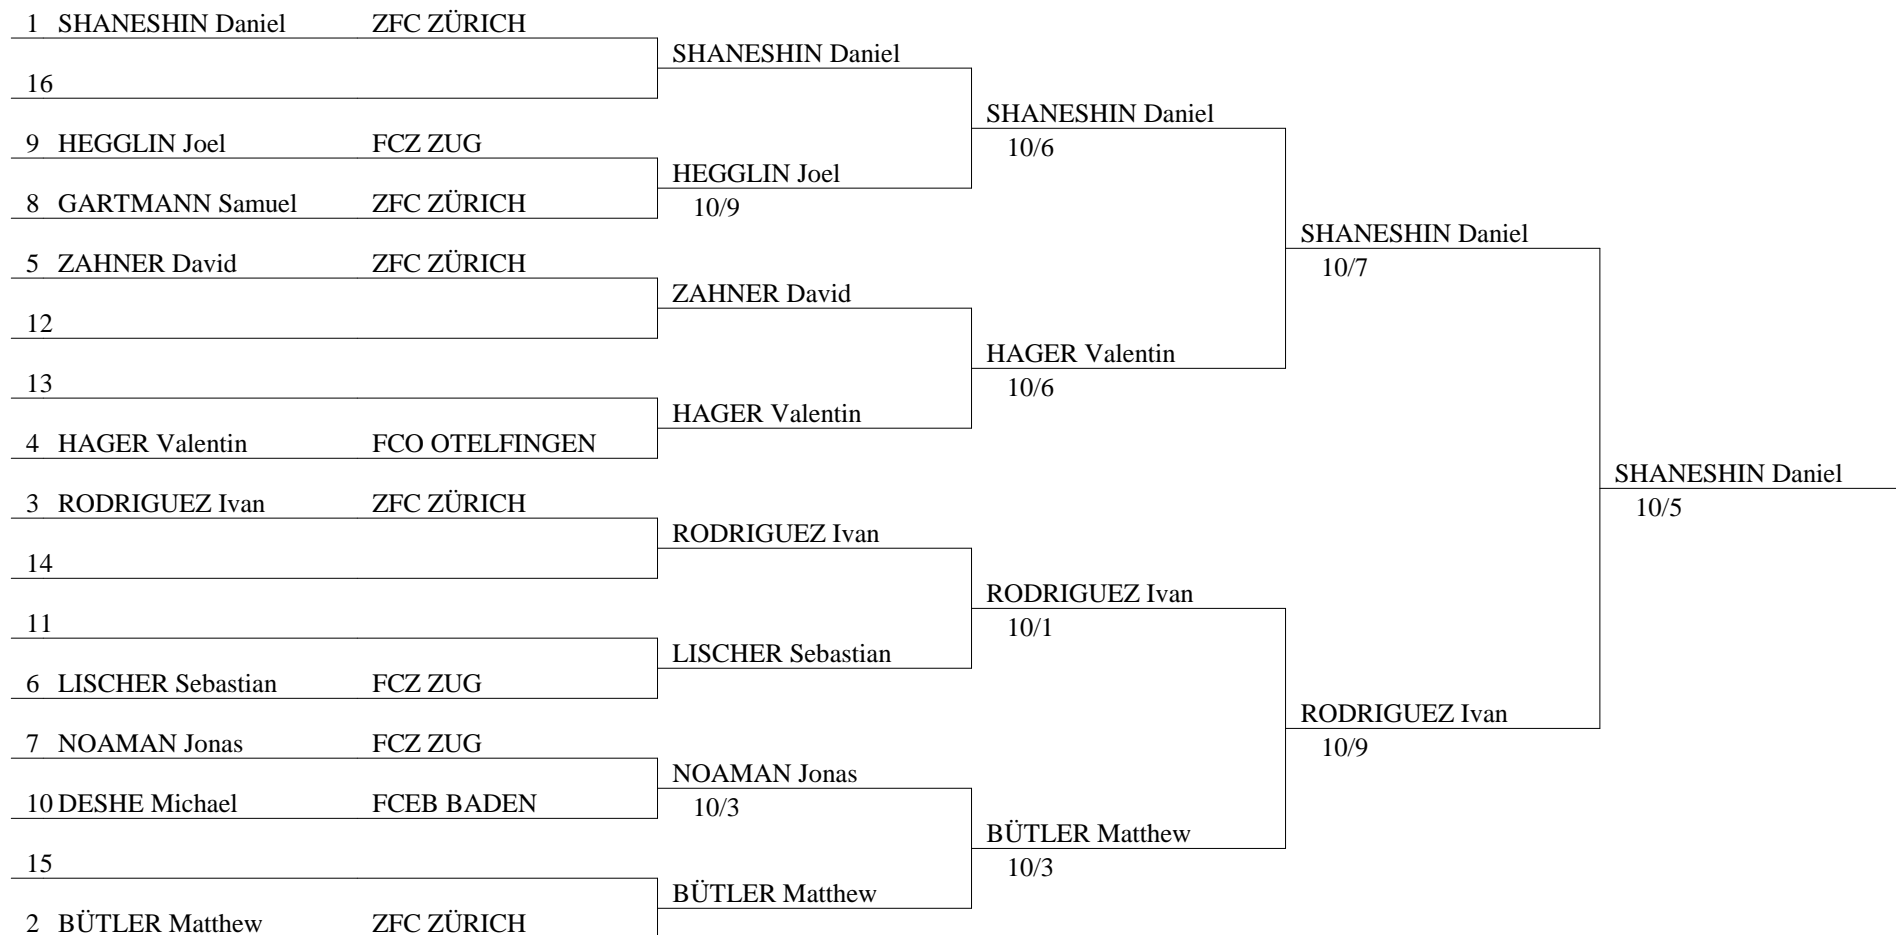 1 SHANESHIN Daniel ZFC ZÜRICH
SHANESHIN Daniel
16
SHANESHIN Daniel
9 HEGGLIN Joel FCZ ZUG
10/6
HEGGLIN Joel
8 GARTMANN Samuel ZFC ZÜRICH
10/9
SHANESHIN Daniel
5 ZAHNER David ZFC ZÜRICH
10/7
ZAHNER David
12
HAGER Valentin
13
10/6
HAGER Valentin
4 HAGER Valentin FCO OTELFINGEN
SHANESHIN Daniel
3 RODRIGUEZ Ivan ZFC ZÜRICH
10/5
RODRIGUEZ Ivan
14
RODRIGUEZ Ivan
11
10/1
LISCHER Sebastian
6 LISCHER Sebastian FCZ ZUG
RODRIGUEZ Ivan
7 NOAMAN Jonas FCZ ZUG
10/9
NOAMAN Jonas
10 DESHE Michael FCEB BADEN
10/3
BÜTLER Matthew
15
10/3
BÜTLER Matthew
2 BÜTLER Matthew ZFC ZÜRICH